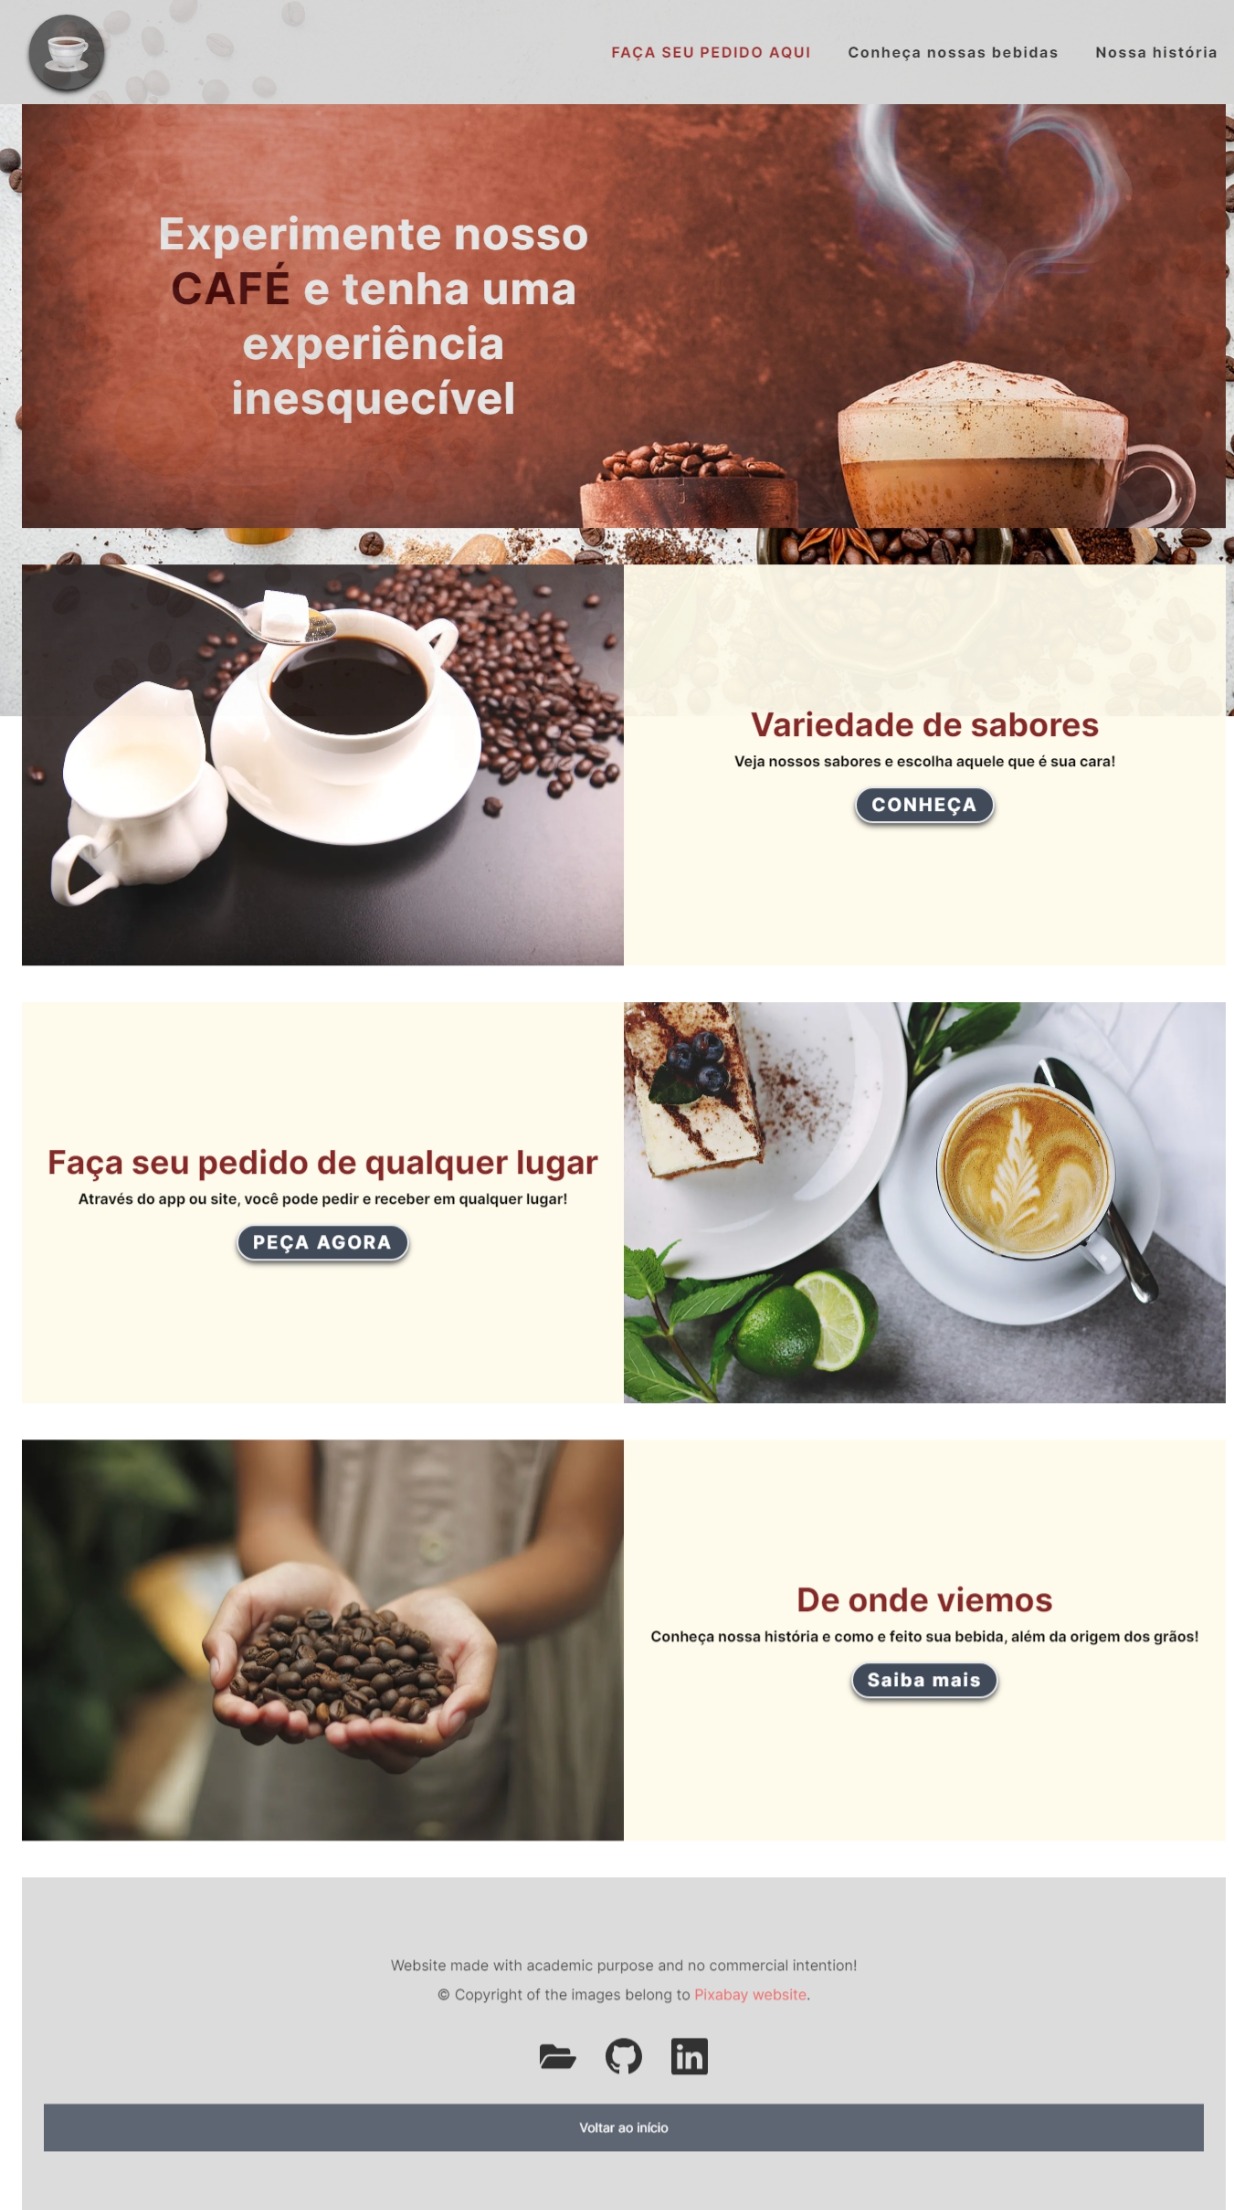 FAÇA SEU PEDIDO AQUI
Conheça nossas bebidas
Nossa história
Experimente nosso
CAFÉ e tenha uma
experiência
inesquecível
Variedade de sabores
Veja nossos sabores e escolha aquele que é sua cara!
CONHEÇA
Faça seu pedido de qualquer lugar
Através do app ou site, você pode pedir e receber em qualquer lugar!
PEÇA AGORA
De onde viemos
Conheça nossa história e como e feito sua bebida, além da origem dos grãos!
Saiba mais
Website made with academic purpose and no commercial intention!
© Copyright of the images belong to Pixabay website.
in
Voltar ao início